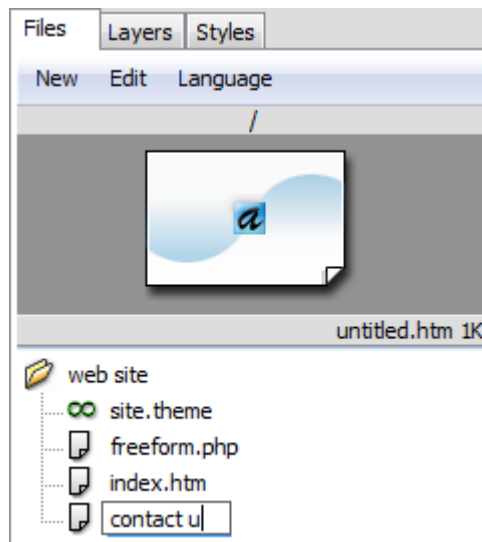 Files Layers Styles
New Edit Language
/
a
untitled.htm 1K
web site
site.theme
freeform.php
index.htm
contact u